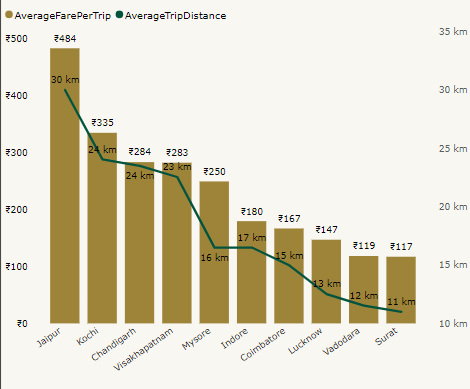 AverageFarePerTrip AverageTripDistance
₹500
₹400
₹300
₹200
₹100
₹0
35 km
30 km
25 km
20 km
15 km
10 km
₹484
₹335
₹284
₹283
₹250
₹180
₹167
₹147
₹119
₹117
30 km
24 km
24 km
23 km
16 km
17 km
15 km
13 km
12 km
11 km
Jaipur
Kochi
Chandigarh
Visakhapatnam
Mysore
Indore
Coimbatore
Lucknow
Vadodara
Surat